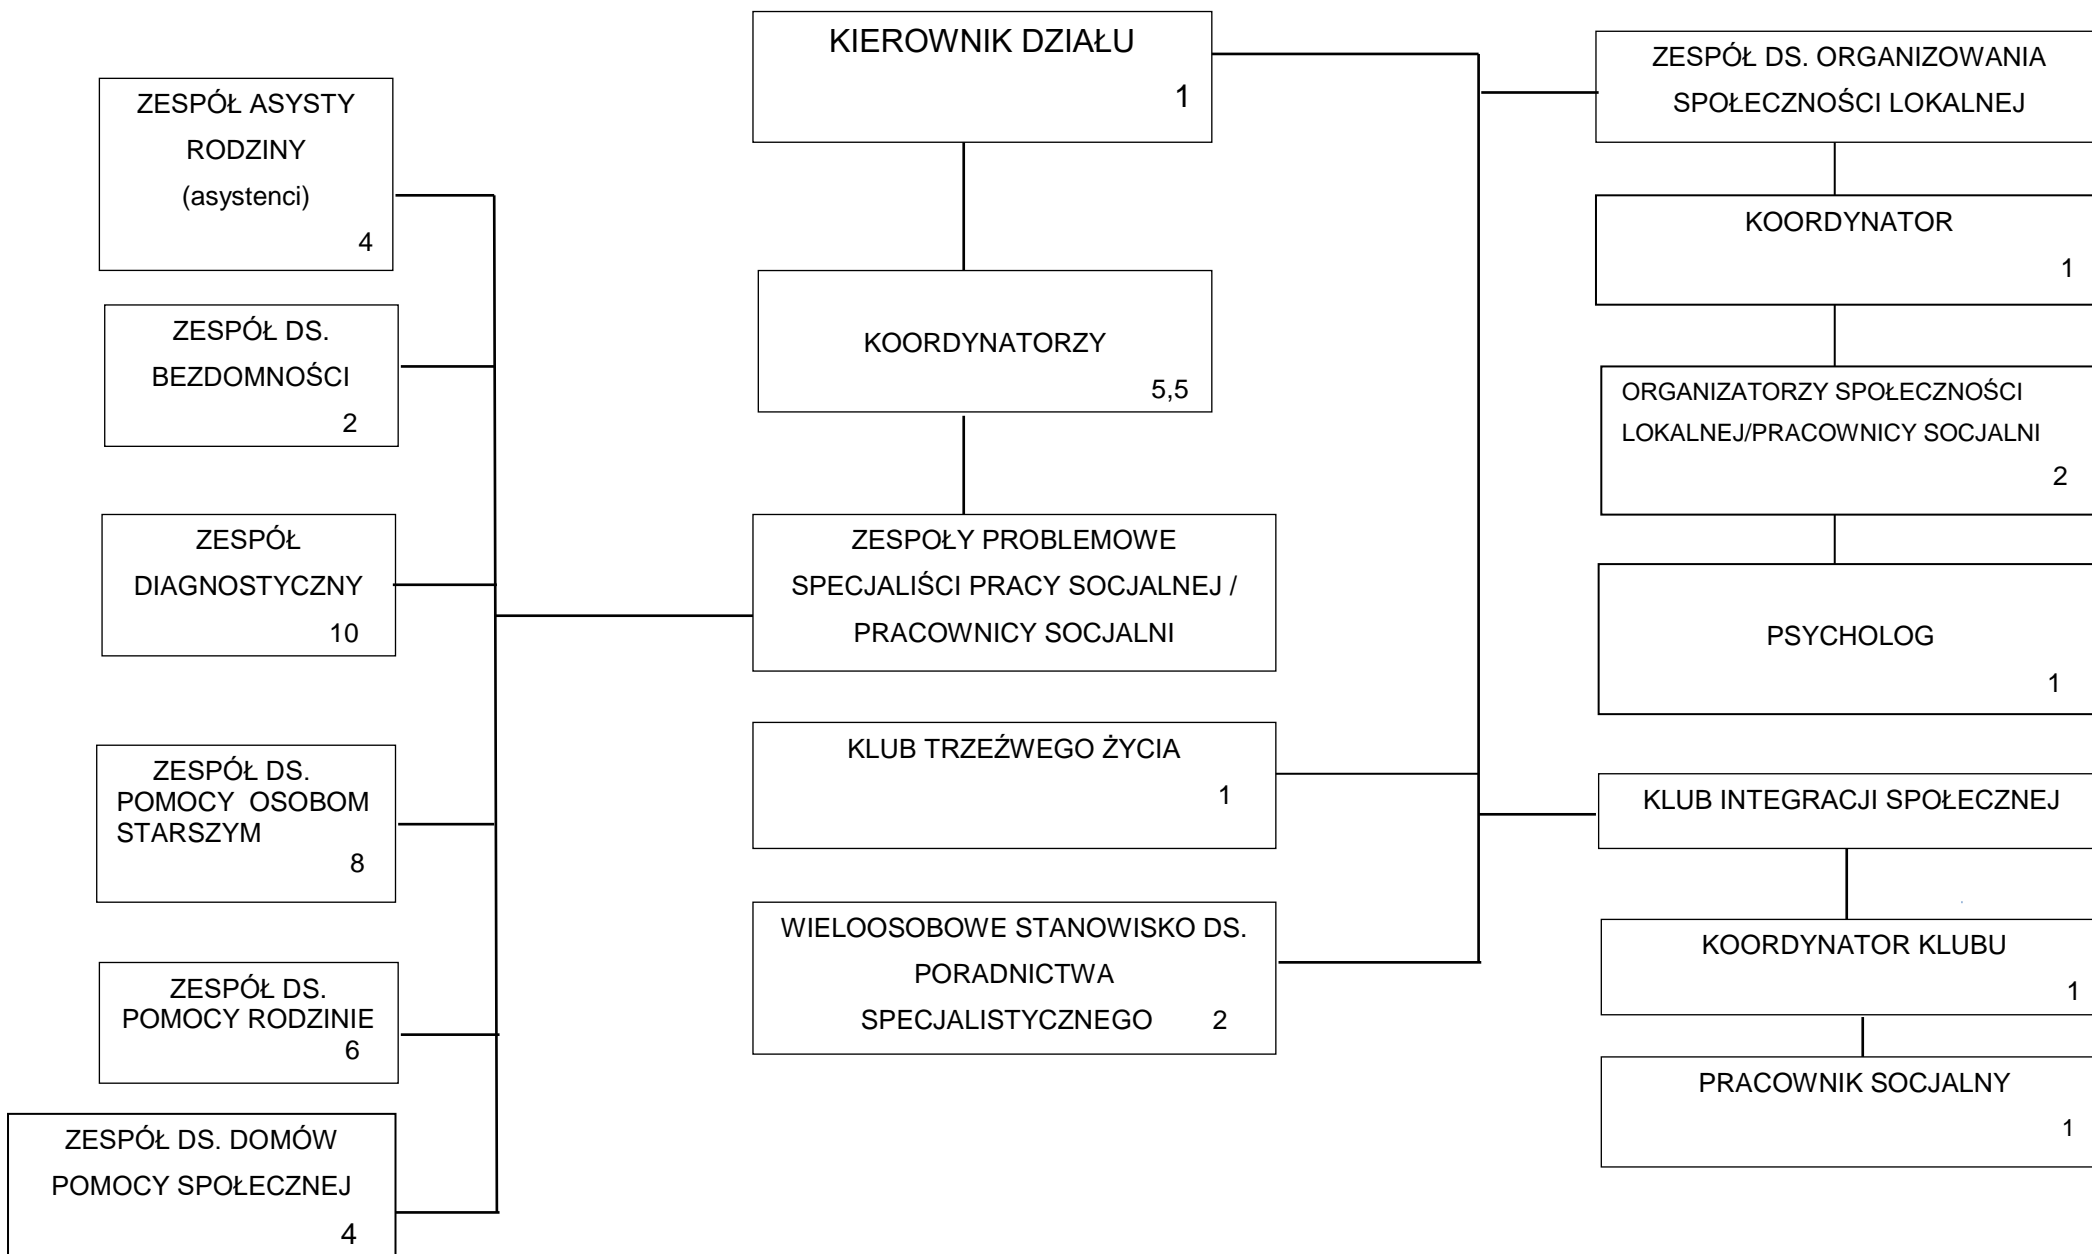 KIEROWNIK DZIAŁU
1
ZESPÓŁ ASYSTY
RODZINY
(asystenci)
4
ZESPÓŁ DS.
BEZDOMNOŚCI
2
ZESPÓŁ
DIAGNOSTYCZNY
10
ZESPÓŁ DS.
POMOCY OSOBOM
STARSZYM
8
ZESPÓŁ DS.
POMOCY RODZINIE
6
ZESPÓŁ DS. DOMÓW
POMOCY SPOŁECZNEJ
4
KOORDYNATORZY
5,5
ZESPOŁY PROBLEMOWE
SPECJALIŚCI PRACY SOCJALNEJ /
PRACOWNICY SOCJALNI
KLUB TRZEŹWEGO ŻYCIA
1
WIELOOSOBOWE STANOWISKO DS.
PORADNICTWA
SPECJALISTYCZNEGO 2
ZESPÓŁ DS. ORGANIZOWANIA
SPOŁECZNOŚCI LOKALNEJ
KOORDYNATOR
1
ORGANIZATORZY SPOŁECZNOŚCI
LOKALNEJ/PRACOWNICY SOCJALNI
2
PSYCHOLOG
1
KLUB INTEGRACJI SPOŁECZNEJ
KOORDYNATOR KLUBU
1
PRACOWNIK SOCJALNY
1